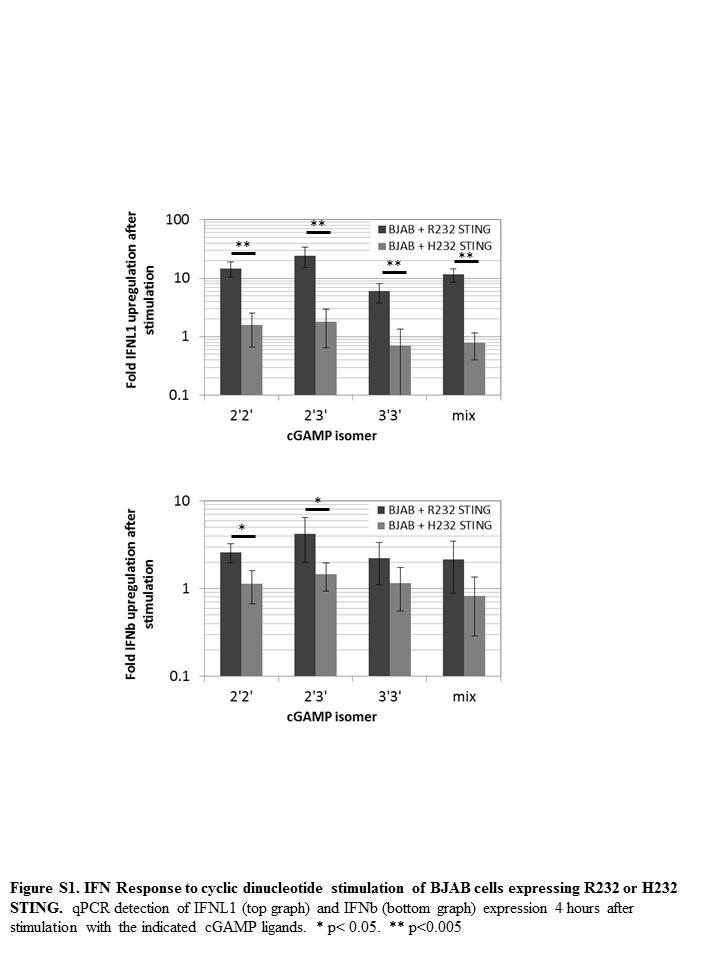 Fold IFNL1 upregulation after
stimulation
100
10
1
0.1
**
**
**
**
BJAB + R232 STING
BJAB + H232 STING
2'2'
2'3'
3'3'
mix
cGAMP isomer
Fold IFNb upregulation after
stimulation
10
1
0.1
*
*
BJAB + R232 STING
BJAB + H232 STING
2'2'
2'3'
3'3'
mix
cGAMP isomer
Figure S1. IFN Response to cyclic dinucleotide stimulation of BJAB cells expressing R232 or H232
STING. qPCR detection of IFNL1 (top graph) and IFNb (bottom graph) expression 4 hours after
stimulation with the indicated cGAMP ligands. * p< 0.05. ** p<0.005